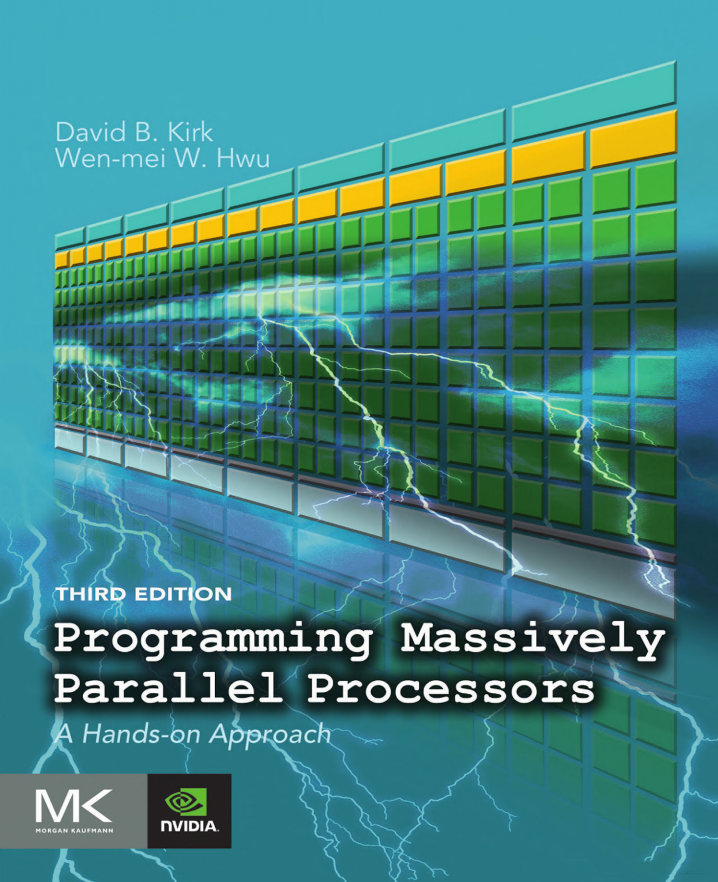 David B. Kirk
Wen-mei W. Hwu
THIRD EDITION
Programming Massively
Parallel Processors
A Hands-on Approach
MK
MORGAN KAUFMANN
NVIDIA.